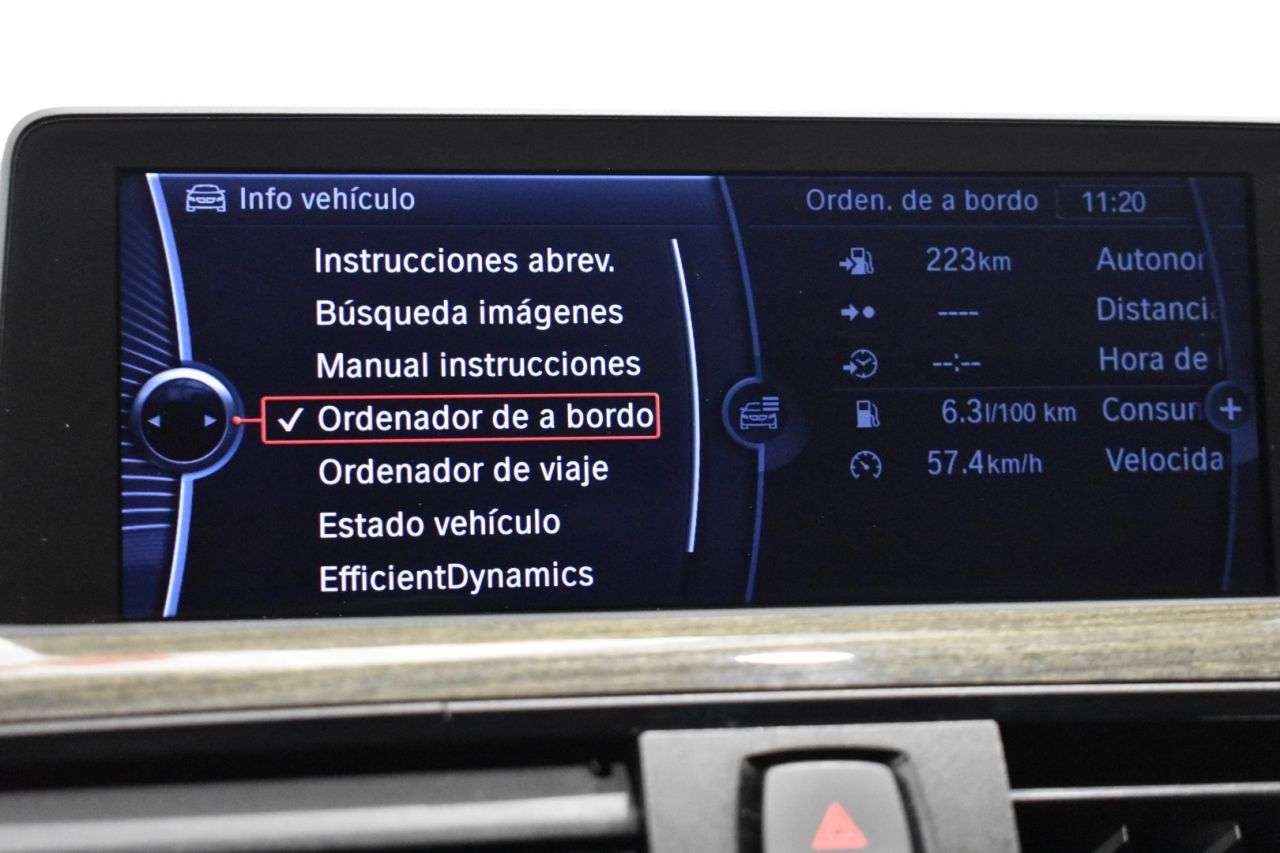 Info vehículo
Instrucciones abrev.
Búsqueda imágenes
Manual instrucciones
Ordenador de a bordo
Ordenador de viaje
Estado vehículo
EfficientDynamics
Orden. de a bordo 11:20
223km Autonor
---- Distancia
--:-- Hora de
6.3l/100 km Consun
57.4km/h Velocida